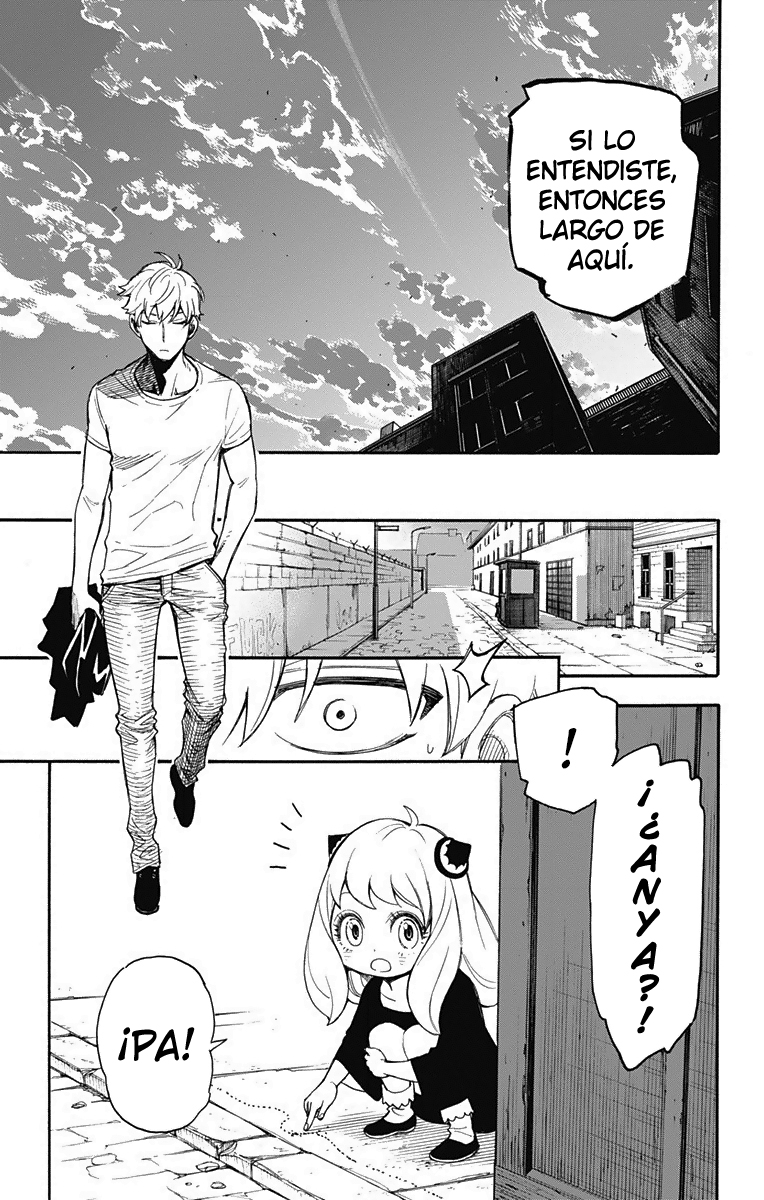 SI LO
ENTENDISTE,
ENTONCES
LARGO DE
AQUÍ.
!
¡¿ANYA?!
¡PA!